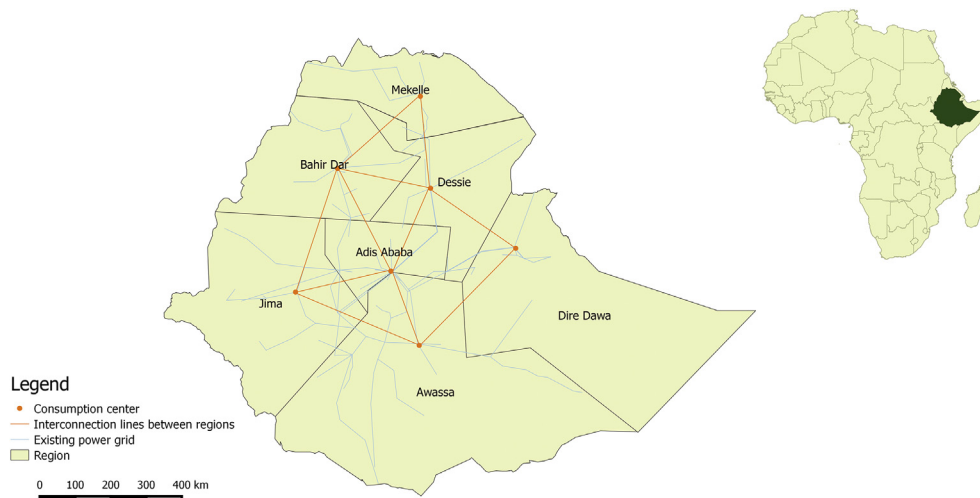 Mekelle
Bahir Dar
Dessie
Adis Ababa
Jima
Dire Dawa
Awassa
Legend
Consumption center
Interconnection lines between regions
Existing power grid
Region
0 100 200 300 400 km